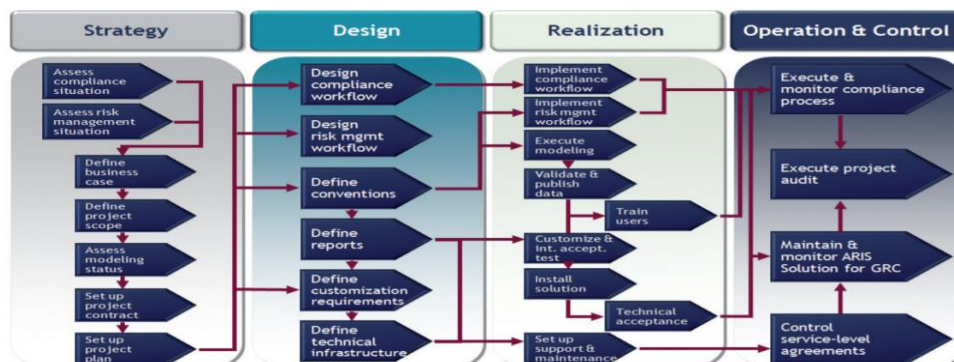 Strategy
Design
Realization
Operation & Control
Assess
compliance
situation
Assess risk
management
situation
Define
business
case
Define
project
scope
Assess
modeling
status
Set up
project
contract
Set up
project
plan
Design
compliance
workflow
Design
risk mgmt
workflow
Define
conventions
Define
reports
Define
customization
requirements
Define
technical
infrastructure
Implement
compliance
workflow
Implement
risk mgmt
workflow
Execute
modeling
Validate &
publish
data
Train
users
Customize &
int. accept.
test
Install
solution
Technical
acceptance
Set up
support &
maintenance
Execute &
monitor compliance
process
Execute project
audit
Maintain &
monitor ARIS
Solution for GRC
Control
service-level
agreements